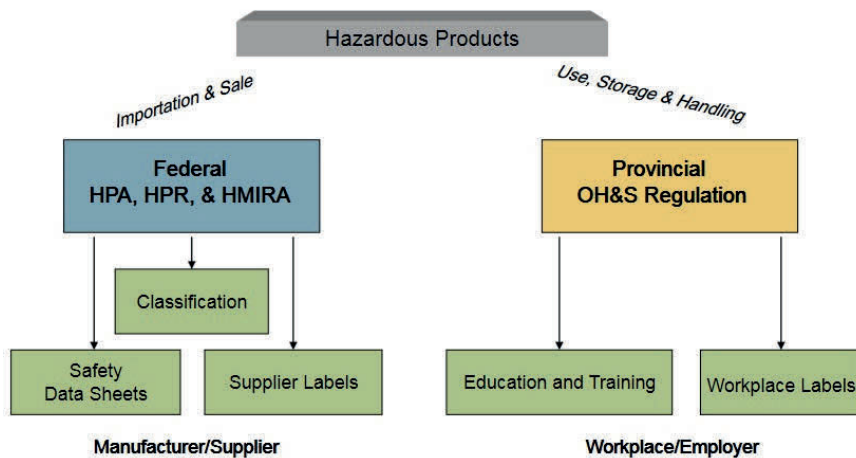 Hazardous Products
Importation & Sale
Use, Storage & Handling
Federal
HPA, HPR, & HMIRA
Provincial
OH&S Regulation
Classification
Safety
Data Sheets
Supplier Labels
Education and Training
Workplace Labels
Manufacturer/Supplier
Workplace/Employer